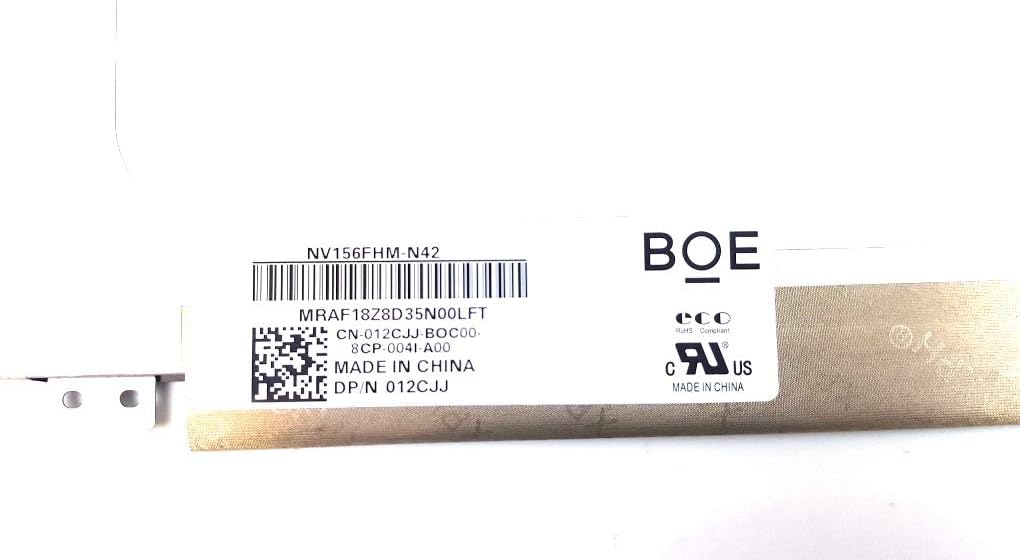 NV156FHM-N42
MRAF18Z8D35N00LFT
CN-012CJJ-BOC00-
8CP-004I-A00
MADE IN CHINA
DP/N 012CJJ
BOE
eco
RoHS Compliant
C RU ® US
MADE IN CHINA